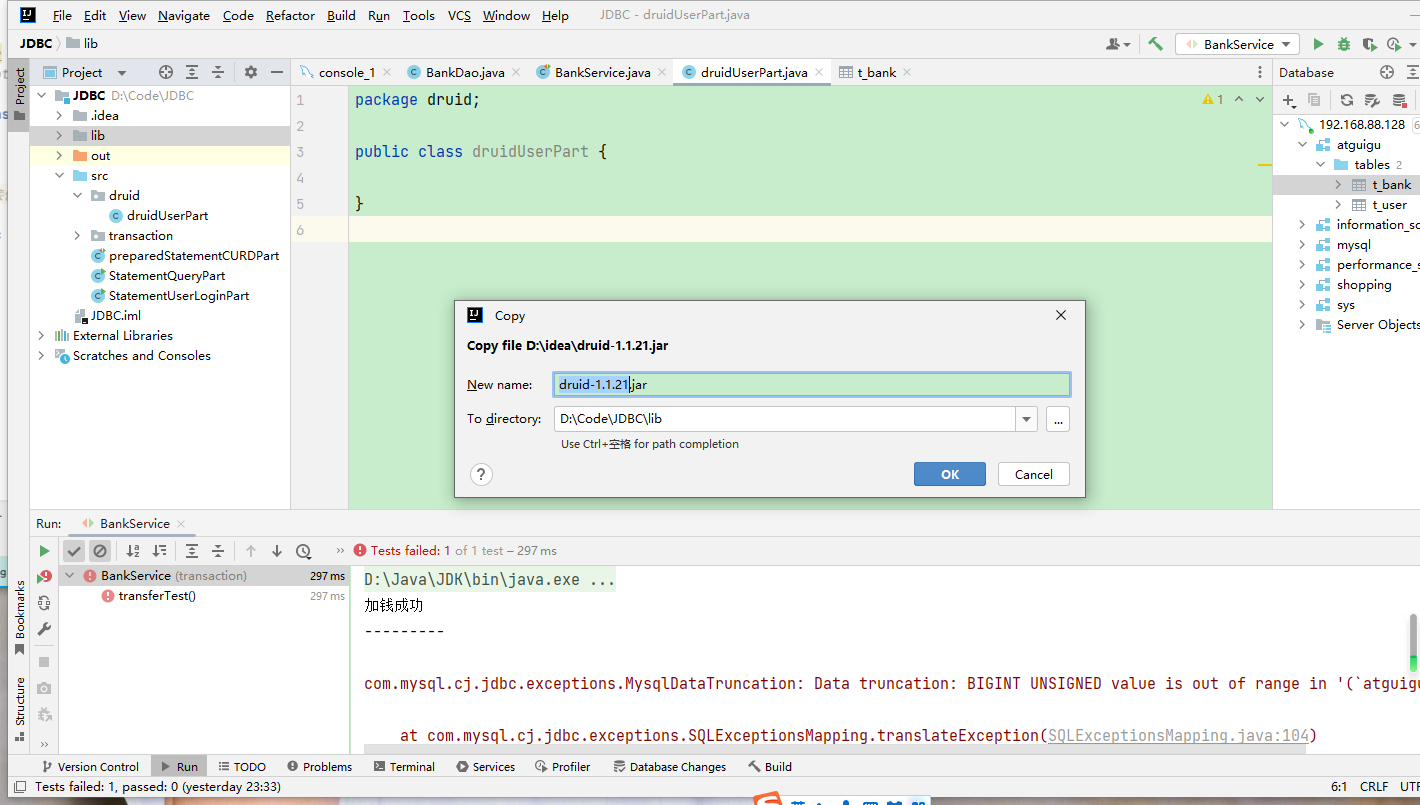 File Edit View Navigate Code Refactor Build Run Tools VCS Window Help JDBC - druidUserPart.java
JDBC lib BankService
Project
Project console_1 BankDao.java BankService.java druidUserPart.java t_bank Database
JDBC D:\Code\JDBC
.idea
lib
out
src
druid
druidUserPart
transaction
preparedStatementCURDPart
StatementQueryPart
StatementUserLoginPart
JDBC.iml
External Libraries
Scratches and Consoles
1 package druid;
2
3 public class druidUserPart {
4
5 }
6
1
192.168.88.128 6
atguigu
tables 2
t_bank
t_user
information_sc
mysql
performance_s
shopping
sys
Server Objects
Copy
Copy file D:\idea\druid-1.1.21.jar
New name: druid-1.1.21.jar
To directory: D:\Code\JDBC\lib
...
Use Ctrl+空格 for path completion
? OK Cancel
Run: BankService
Tests failed: 1 of 1 test – 297 ms
BankService (transaction) 297 ms
transferTest() 297 ms
D:\Java\JDK\bin\java.exe ...
加钱成功
---------
com.mysql.cj.jdbc.exceptions.MysqlDataTruncation: Data truncation: BIGINT UNSIGNED value is out of range in '(`atguigu
at com.mysql.cj.jdbc.exceptions.SQLExceptionsMapping.translateException(SQLExceptionsMapping.java:104)
Bookmarks
Structure
Version Control Run TODO Problems Terminal Services Profiler Database Changes Build
Tests failed: 1, passed: 0 (yesterday 23:33) 6:1 CRLF UTF